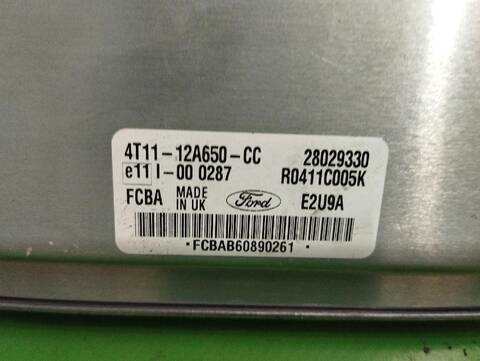 4T11-12A650-CC 28029330
e11 I-00 0287 R0411C005K
FCBA MADE IN UK Ford E2U9A
*FCBAB60890261*